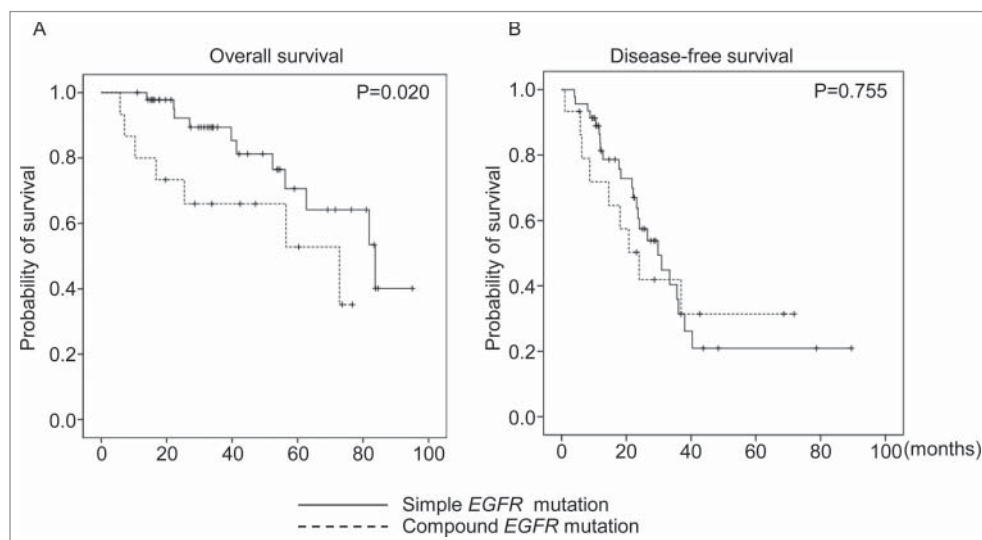 A
Overall survival
P=0.020
Probability of survival
1.0
0.8
0.6
0.4
0.2
0.0
0 20 40 60 80 100
B
Disease-free survival
P=0.755
Probability of survival
1.0
0.8
0.6
0.4
0.2
0.0
0 20 40 60 80 100 (months)
Simple EGFR mutation
Compound EGFR mutation